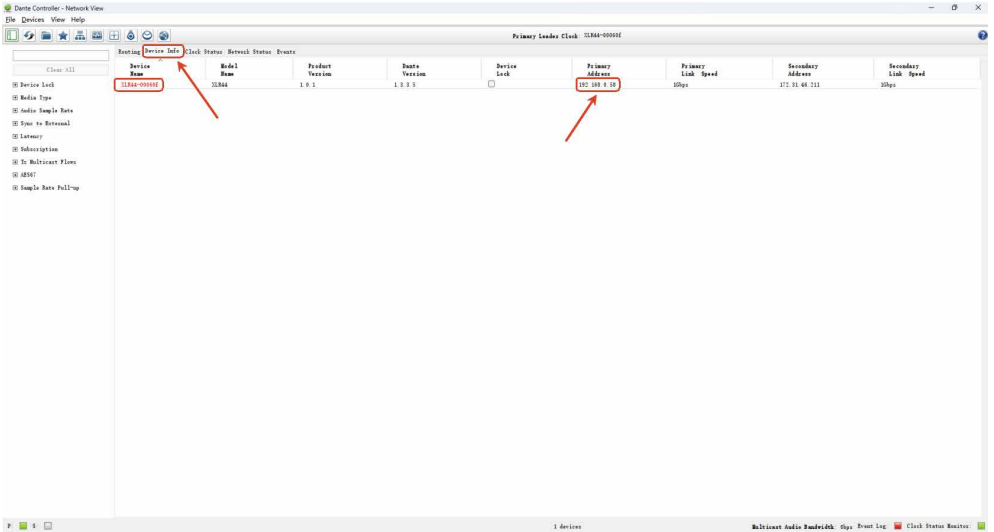 Dante Controller - Network View
File Devices View Help
Primary Leader Clock: XLR44-00060f
Routing Device Info Clock Status Network Status Events
Clear All
Device Name Model Name Product Version Dante Version Device Lock Primary Address Primary Link Speed Secondary Address Secondary Link Speed
XLR44-00060f XLR44 1.0.1 1.3.3.5 192.168.0.58 1Gbps 172.31.46.211 1Gbps
Device Lock
Media Type
Audio Sample Rate
Sync to External
Latency
Subscription
Tx Multicast Flows
AES67
Sample Rate Pull-up
P: S: 1 devices Multicast Audio Bandwidth: 0bps Event Log: Clock Status Monitor: